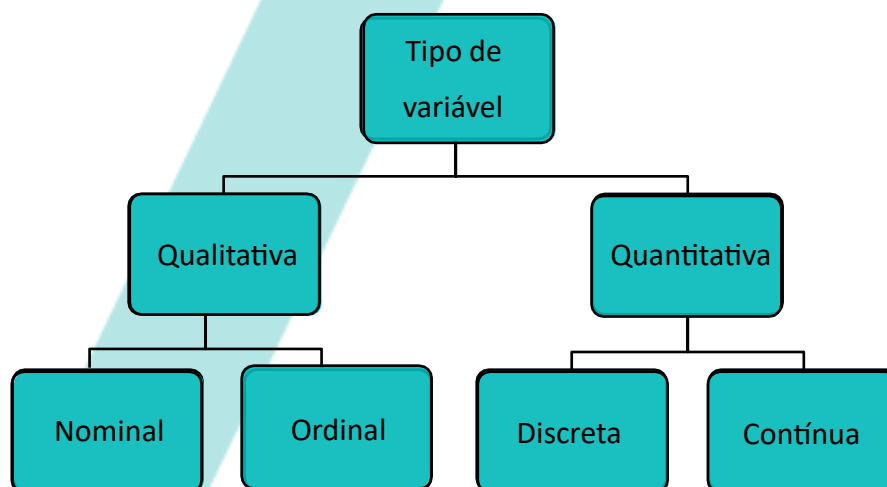 Tipo de
variável
Qualitativa
Quantitativa
Nominal
Ordinal
Discreta
Contínua